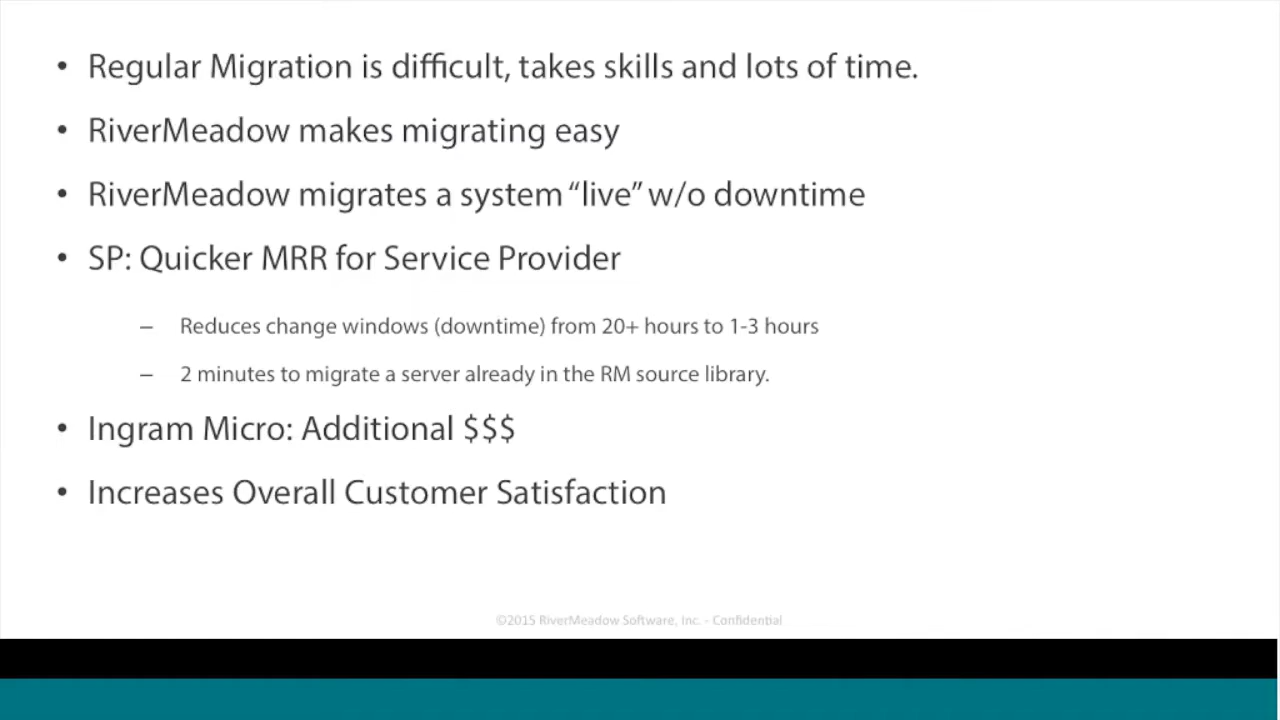 • Regular Migration is difficult, takes skills and lots of time.
• RiverMeadow makes migrating easy
• RiverMeadow migrates a system “live” w/o downtime
• SP: Quicker MRR for Service Provider
– Reduces change windows (downtime) from 20+ hours to 1-3 hours
– 2 minutes to migrate a server already in the RM source library.
• Ingram Micro: Additional $$$
• Increases Overall Customer Satisfaction
©2015 RiverMeadow Software, Inc. - Confidential